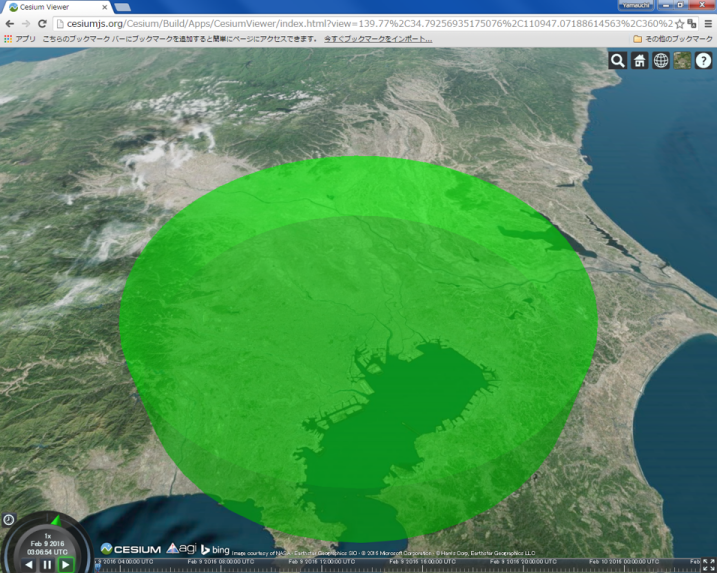 Cesium Viewer
Yamauchi
cesiumjs.org/Cesium/Build/Apps/CesiumViewer/index.html?view=139.77%2C34.79256935175076%2C110947.07188614563%2C360%2
アプリ こちらのブックマーク バーにブックマークを追加すると簡単にページにアクセスできます。 今すぐブックマークをインポート... その他のブックマーク
1x
Feb 9 2016
03:06:54 UTC
CESIUM agi bing Image courtesy of NASA - Earthstar Geographics SIO - © 2016 Microsoft Corporation - © Harris Corp, Earthstar Geographics LLC
2016 04:00:00 UTC Feb 9 2016 08:00:00 UTC Feb 9 2016 12:00:00 UTC Feb 9 2016 16:00:00 UTC Feb 9 2016 20:00:00 UTC Feb 10 2016 00:00:00 UTC Feb